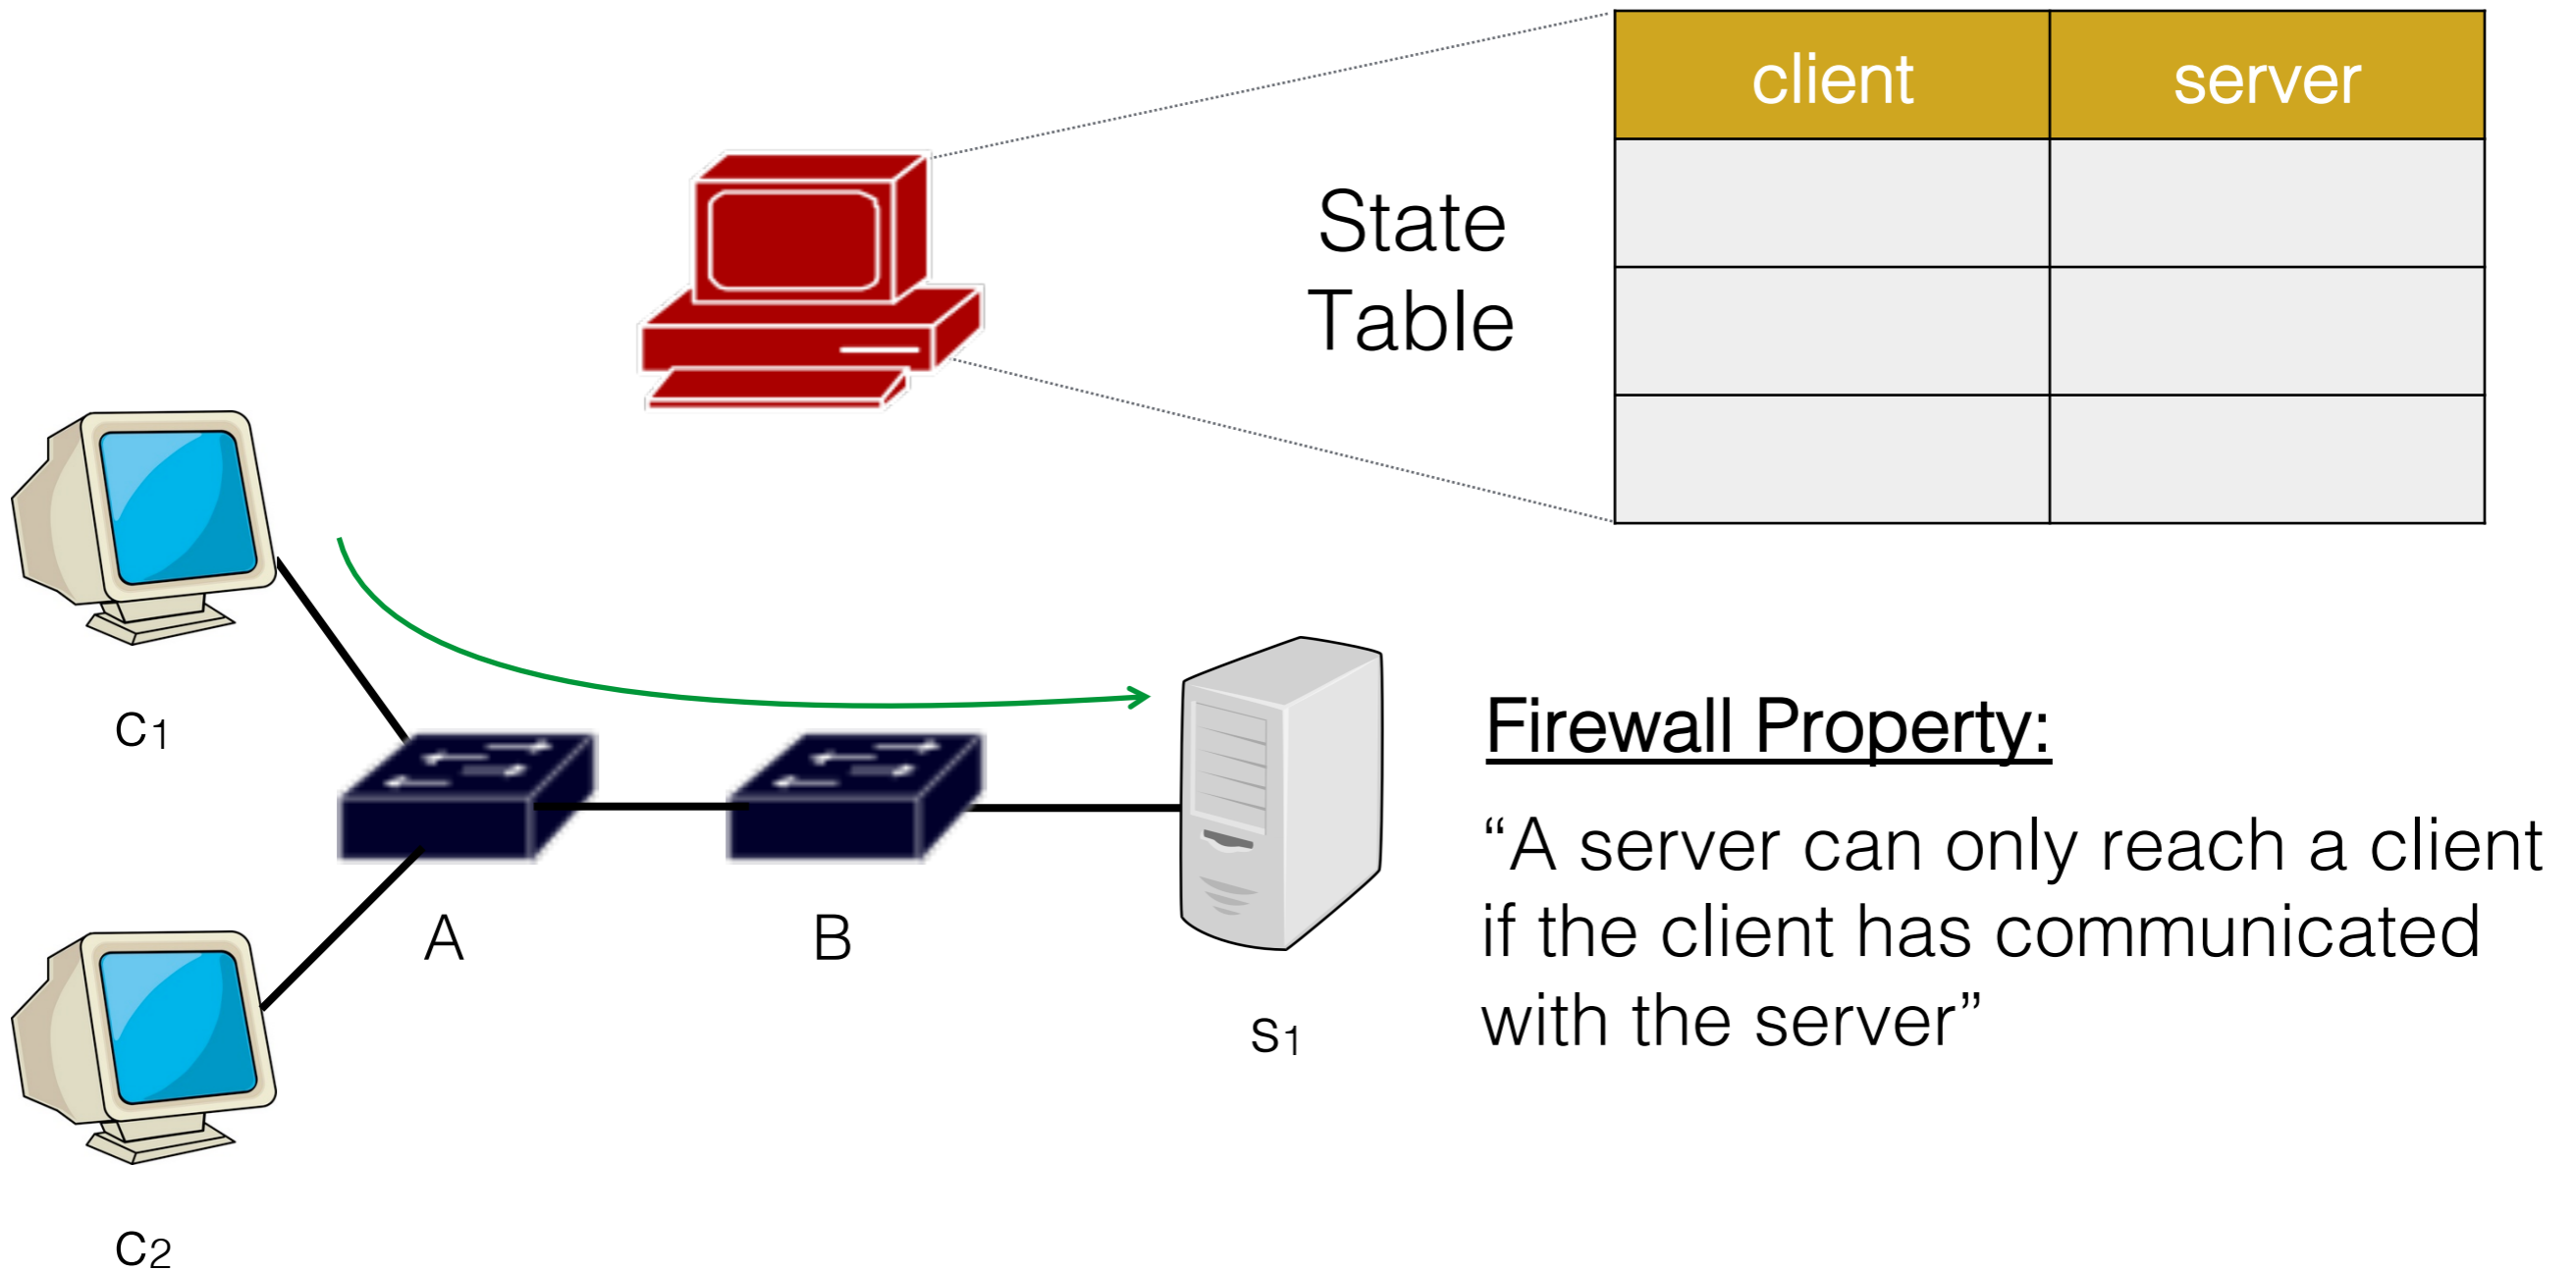 client server
State
Table
C1
Firewall Property:
“A server can only reach a client
if the client has communicated
with the server”
A B
S1
C2